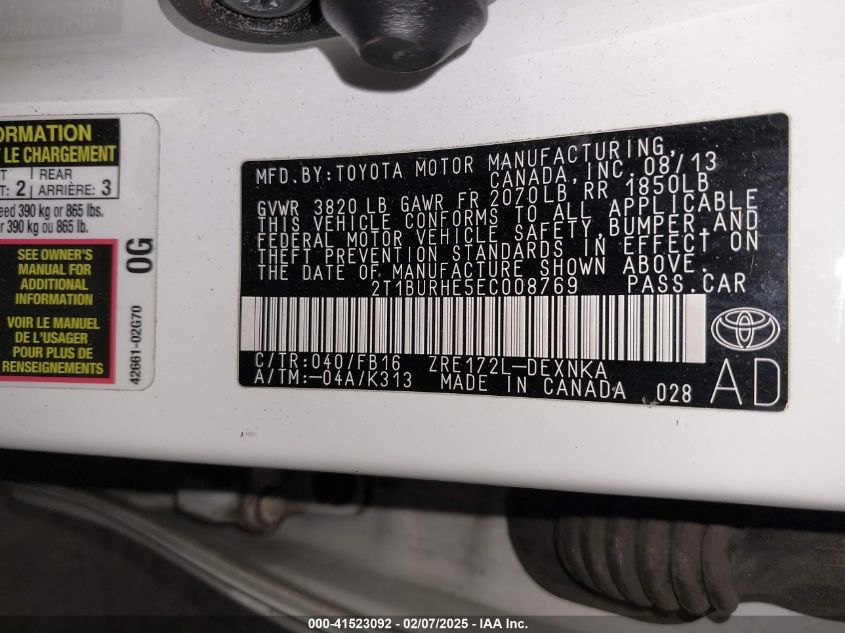 ORMATION
LE CHARGEMENT
REAR
2 ARRIÈRE: 3
eed 390 kg or 865 lbs.
r 390 kg ou 865 lb.
SEE OWNER'S
MANUAL FOR
ADDITIONAL
INFORMATION
VOIR LE MANUEL
DE L'USAGER
POUR PLUS DE
RENSEIGNEMENTS
0G
42661-02G70
MFD. BY: TOYOTA MOTOR MANUFACTURING,
CANADA, INC. 08/13
GVWR 3820 LB GAWR FR 2070LB, RR 1850LB
THIS VEHICLE CONFORMS TO ALL APPLICABLE
FEDERAL MOTOR VEHICLE SAFETY, BUMPER, AND
THEFT PREVENTION STANDARDS IN EFFECT ON
THE DATE OF MANUFACTURE SHOWN ABOVE.
2T1BURHE5EC008769 PASS. CAR
C/TR: 040/FB16 ZRE172L-DEXNKA
A/TM: -04A/K313 MADE IN CANADA 028
AD
000-41523092 - 02/07/2025 - IAA Inc.